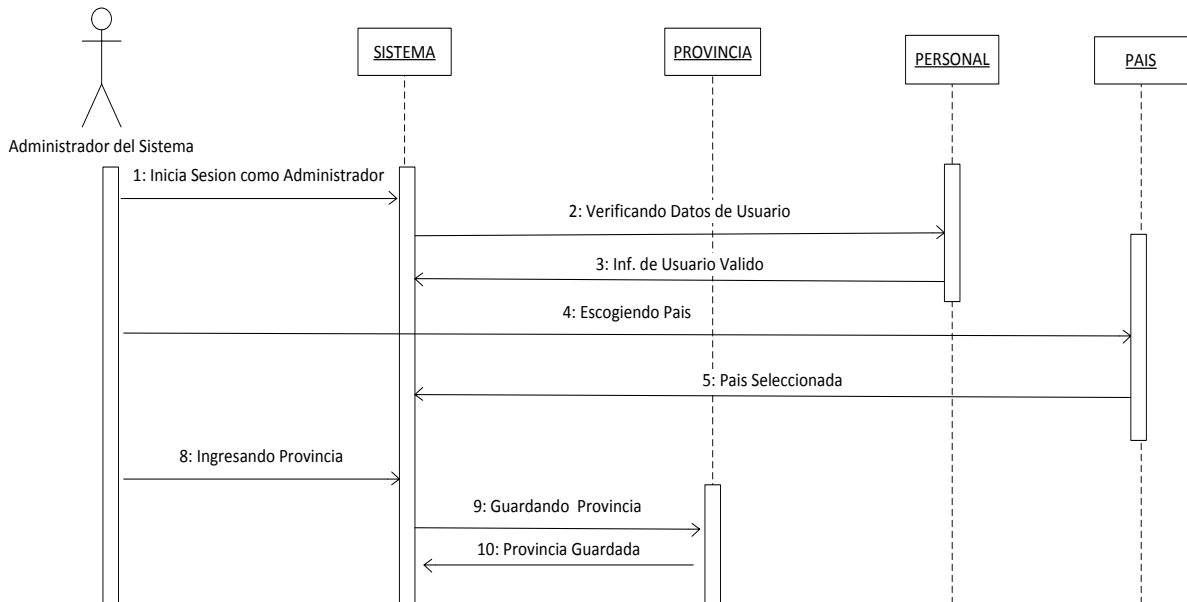 SISTEMA
PROVINCIA
PERSONAL
PAIS
Administrador del Sistema
1: Inicia Sesion como Administrador
2: Verificando Datos de Usuario
3: Inf. de Usuario Valido
4: Escogiendo Pais
5: Pais Seleccionada
8: Ingresando Provincia
9: Guardando Provincia
10: Provincia Guardada